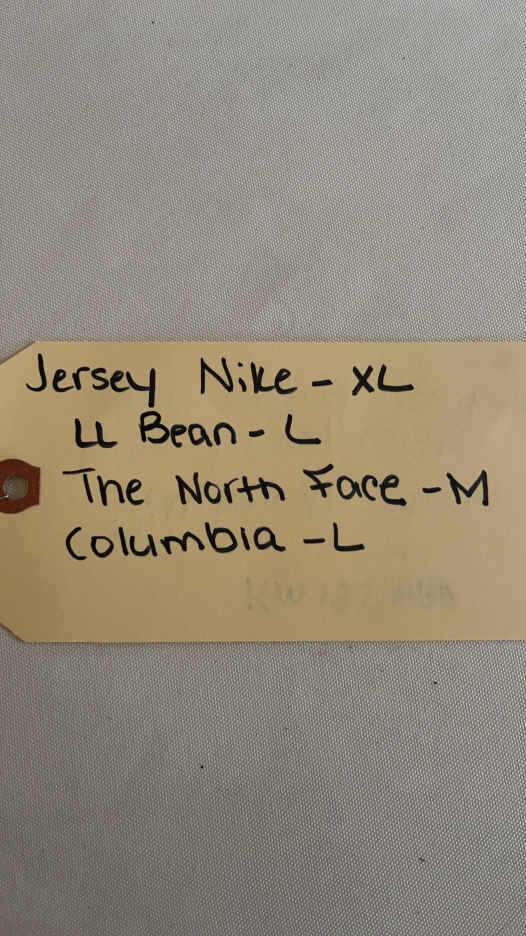 Jersey Nike - XL
LL Bean - L
The North Face - M
Columbia - L